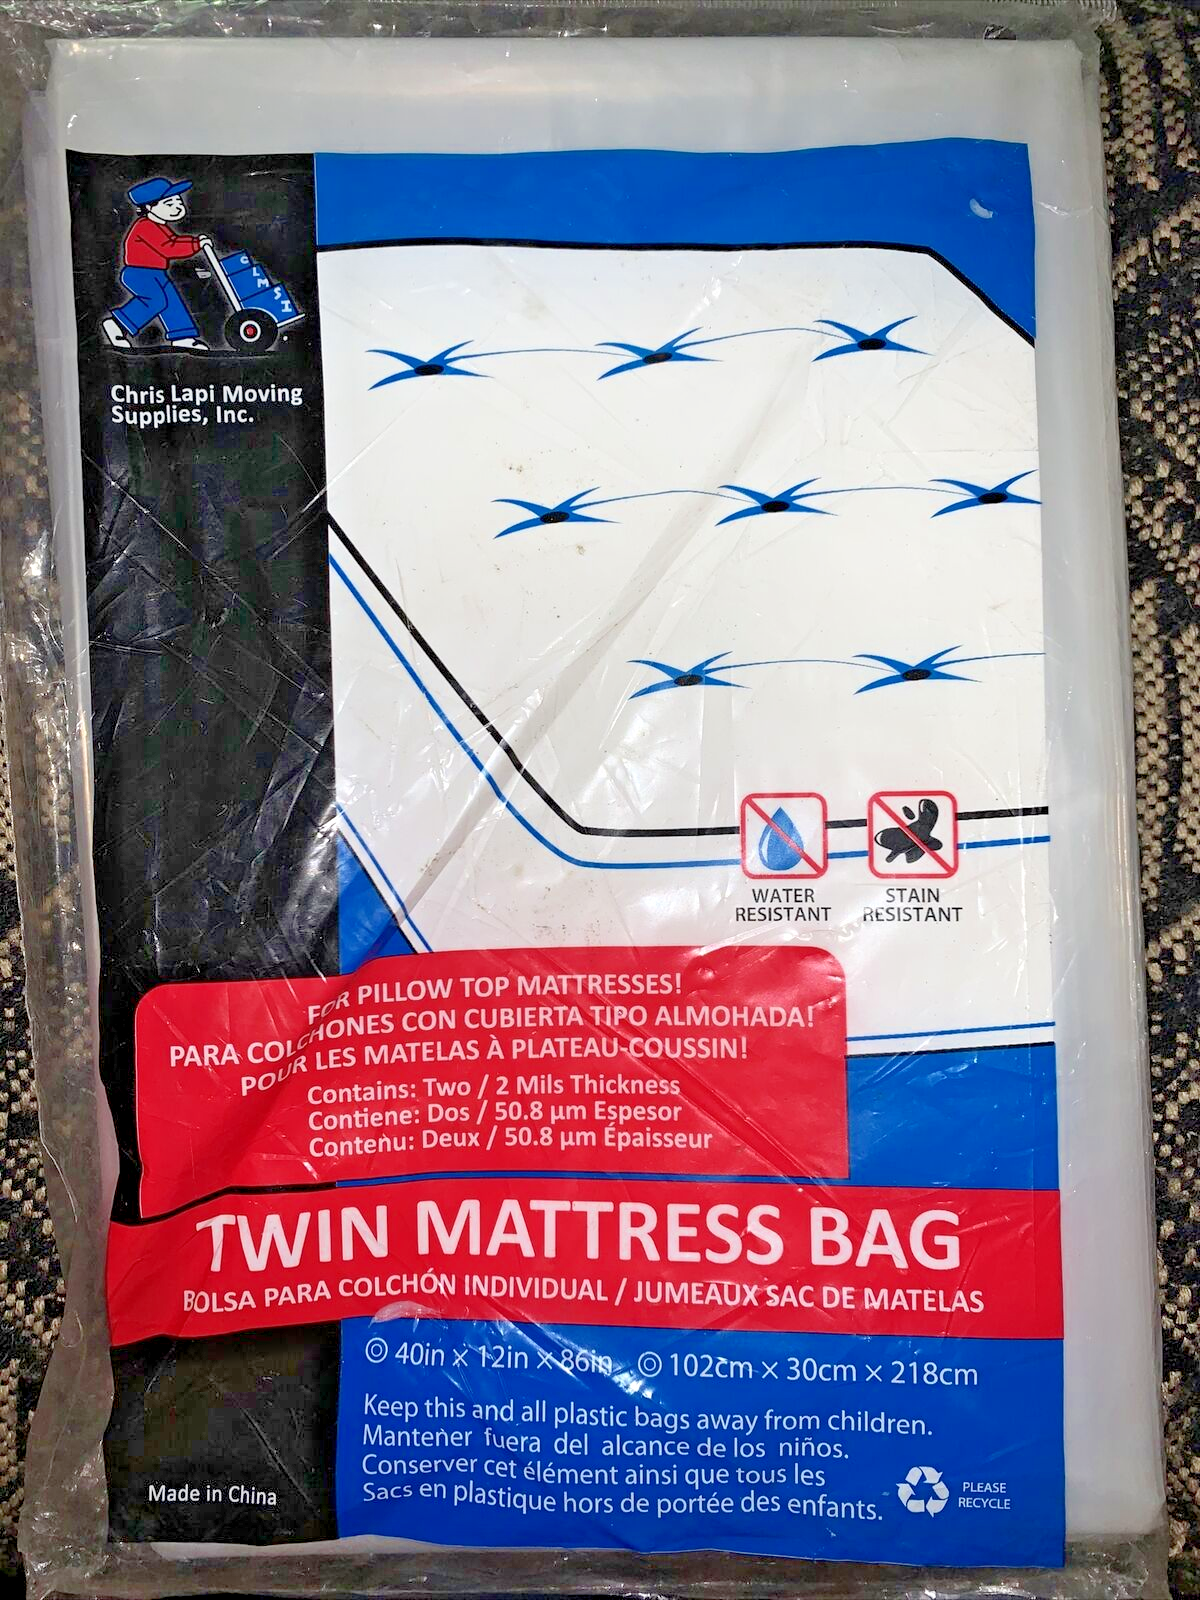 CLMSI
Chris Lapi Moving
Supplies, Inc.
WATER
RESISTANT
STAIN
RESISTANT
FOR PILLOW TOP MATTRESSES!
PARA COLCHONES CON CUBIERTA TIPO ALMOHADA!
POUR LES MATELAS À PLATEAU-COUSSIN!
Contains: Two / 2 Mils Thickness
Contiene: Dos / 50.8 µm Espesor
Contenu: Deux / 50.8 µm Épaisseur
TWIN MATTRESS BAG
BOLSA PARA COLCHÓN INDIVIDUAL / JUMEAUX SAC DE MATELAS
40in × 12in × 86in 102cm × 30cm × 218cm
Keep this and all plastic bags away from children.
Mantener fuera del alcance de los niños.
Conserver cet élément ainsi que tous les
Sacs en plastique hors de portée des enfants.
PLEASE
RECYCLE
Made in China